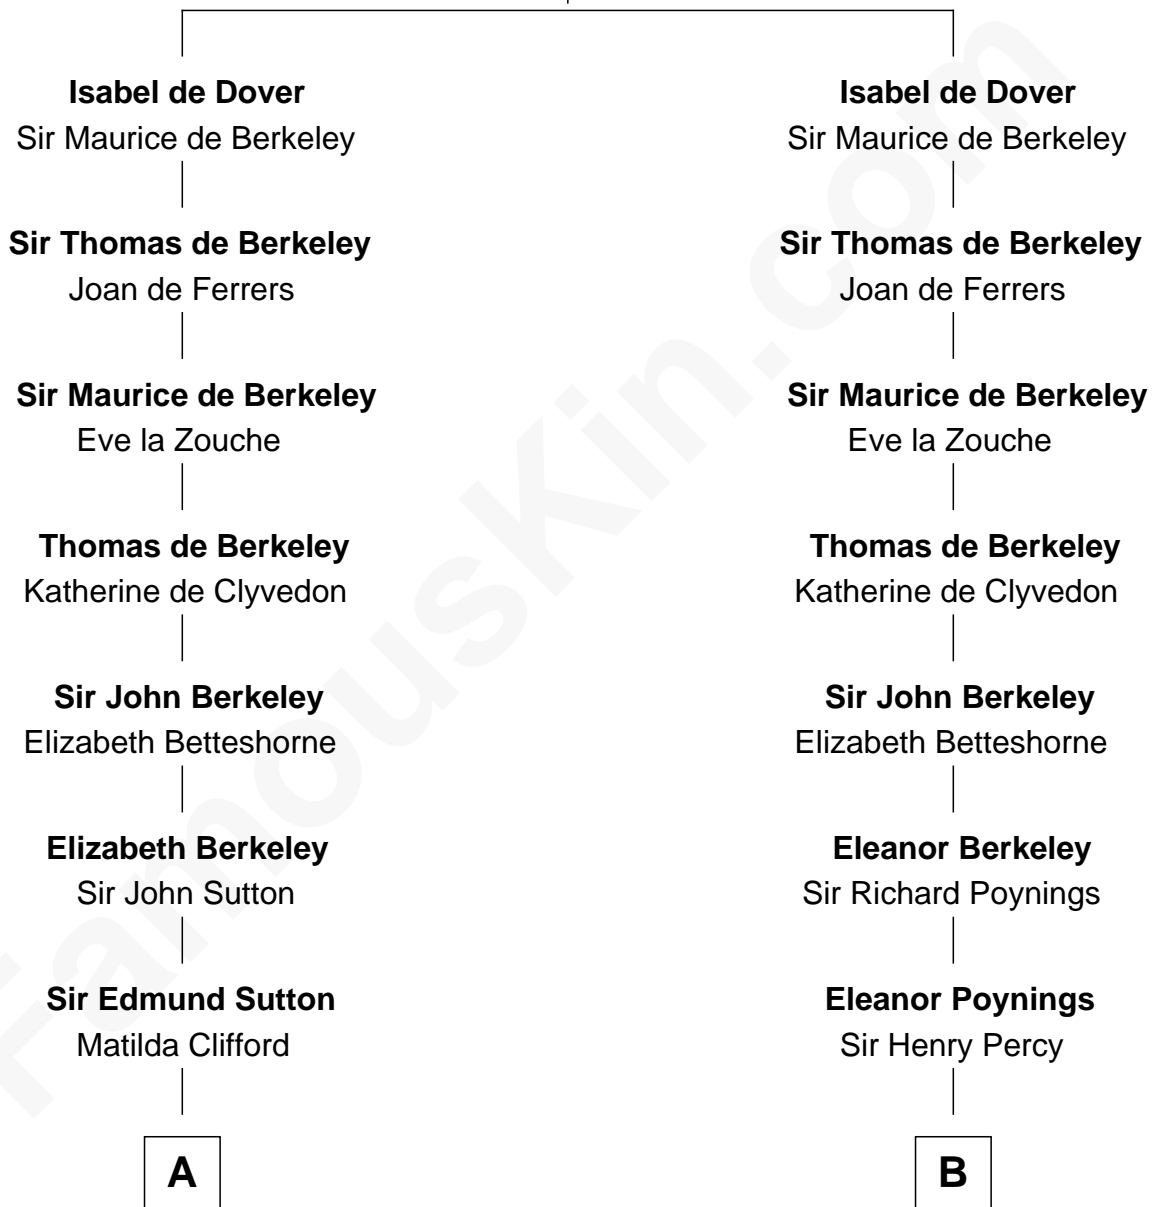 Isabel de Dover
Sir Maurice de Berkeley
Sir Thomas de Berkeley
Joan de Ferrers
Sir Maurice de Berkeley
Eve la Zouche
Thomas de Berkeley
Katherine de Clyvedon
Sir John Berkeley
Elizabeth Betteshorne
Elizabeth Berkeley
Sir John Sutton
Sir Edmund Sutton
Matilda Clifford
A
Isabel de Dover
Sir Maurice de Berkeley
Sir Thomas de Berkeley
Joan de Ferrers
Sir Maurice de Berkeley
Eve la Zouche
Thomas de Berkeley
Katherine de Clyvedon
Sir John Berkeley
Elizabeth Betteshorne
Eleanor Berkeley
Sir Richard Poynings
Eleanor Poynings
Sir Henry Percy
B
FamousKin.com